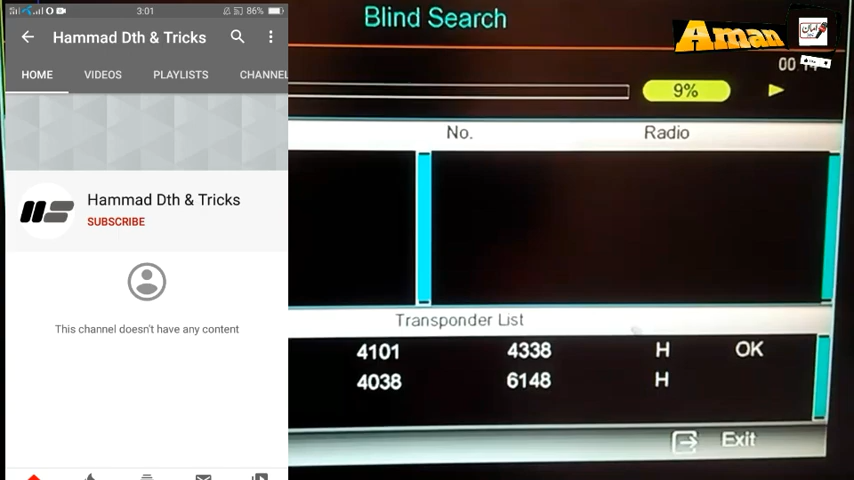 3:01
86%
Hammad Dth & Tricks
HOME
VIDEOS
PLAYLISTS
CHANNEL
Hammad Dth & Tricks
SUBSCRIBE
This channel doesn't have any content
Blind Search
Aman
9%
No.
Radio
Transponder List
4101 4338 H OK
4038 6148 H
Exit